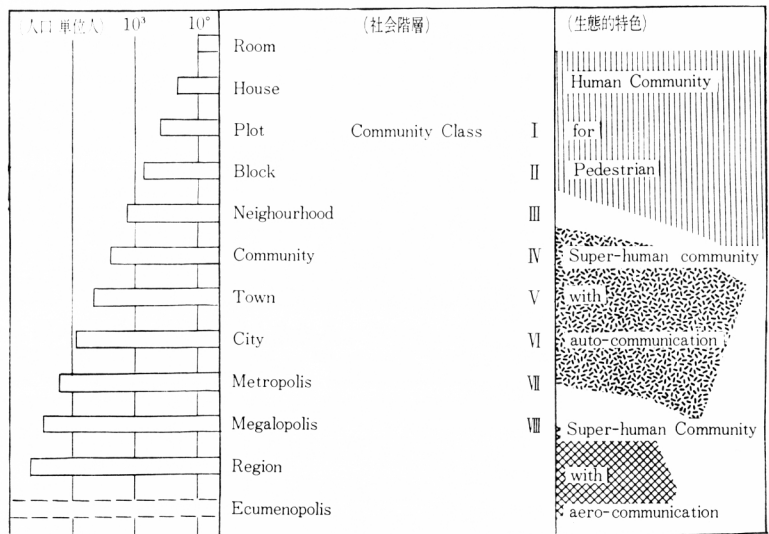 (人口 単位人) 10³ 10° (社会階層) (生態的特色)
Room
House Human Community
Plot Community Class Ⅰ for
Block Ⅱ Pedestrian
Neighourhood Ⅲ
Community Ⅳ Super-human community
Town Ⅴ with
City Ⅵ auto-communication
Metropolis Ⅶ
Megalopolis Ⅷ Super-human Community
Region with
Ecumenopolis aero-communication